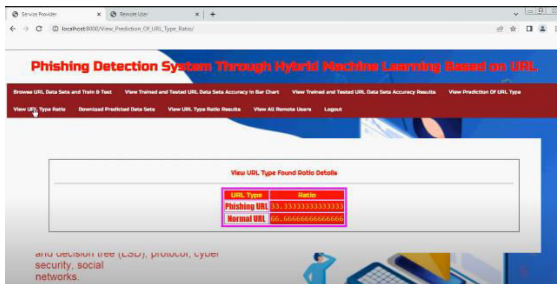 Service Provider
Remote User
localhost:8000/View_Prediction_Of_URL_Type_Ratio/
Phishing Detection System Through Hybrid Machine Learning Based on URL
Browse URL Data Sets and Train & Test View Trained and Tested URL Data Sets Accuracy in Bar Chart View Trained and Tested URL Data Sets Accuracy Results View Prediction Of URL Type
View URL Type Ratio Download Predicted Data Sets View URL Type Ratio Results View All Remote Users Logout
View URL Type Found Ratio Details
URL Type Ratio
Phishing URL 33.33333333333333
Normal URL 66.66666666666666
and decision tree (LSD), protocol, cyber
security, social
networks.